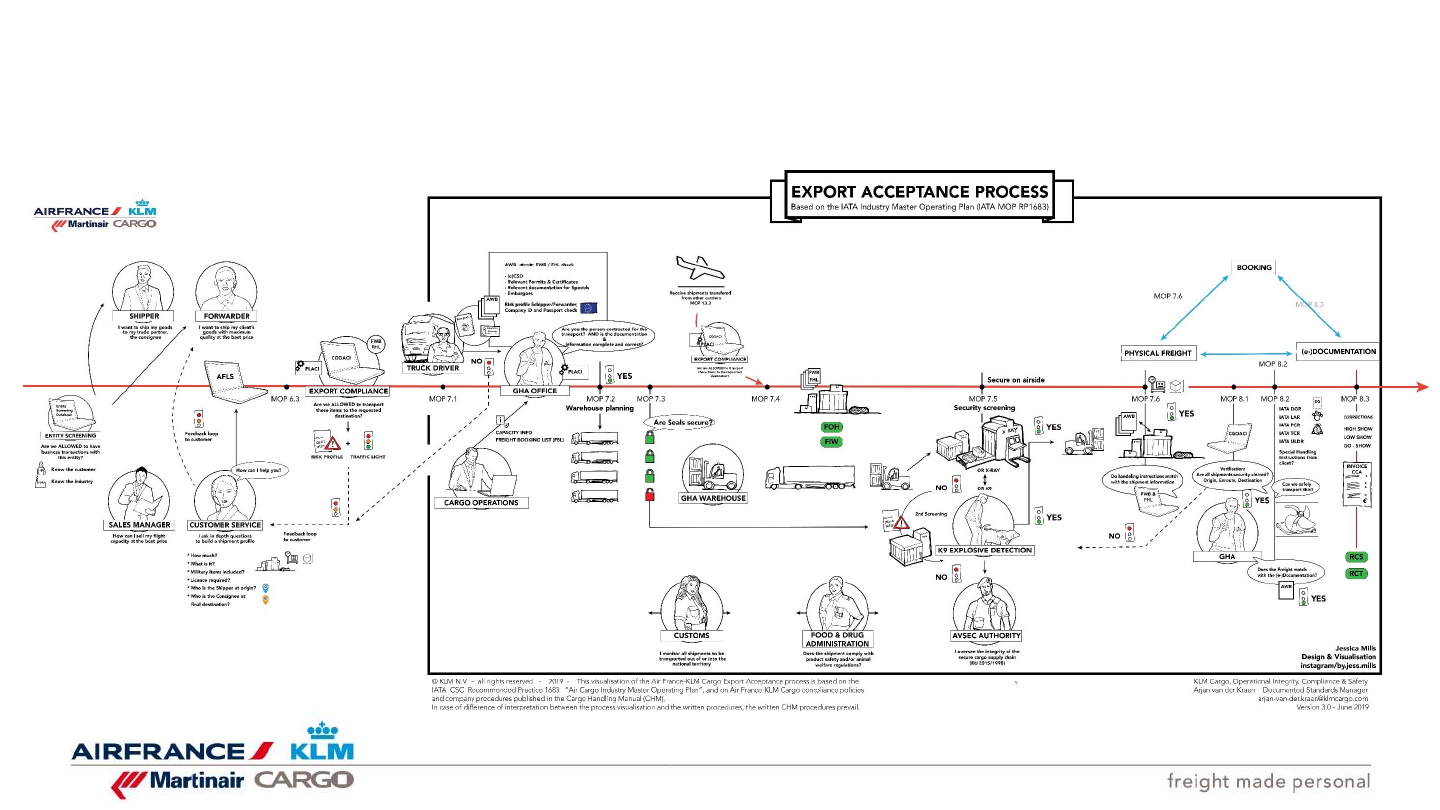 EXPORT ACCEPTANCE PROCESS
Based on the IATA Industry Master Operating Plan (IATA MOP RP1683)
AIRFRANCE KLM
Martinair CARGO
SHIPPER
I want to ship my goods
to my trade partner,
the consignee
FORWARDER
I want to ship my client's
goods with maximum
quality at the best price
AFLS
Entity
Screening
Database
ENTITY SCREENING
Are we ALLOWED to have
business transactions with
this entity?
Know the customer
Know the industry
SALES MANAGER
How can I sell my flight
capacity at the best price
How can I help you?
CUSTOMER SERVICE
I ask in depth questions
to build a shipment profile
* How much?
* What is it?
* Military items included?
* Licence required?
* Who is the Shipper at origin?
* Who is the Consignee at
final destination?
Feedback loop
to customer
MOP 6.3
FWB
FHL
CDGACI
PLACI
EXPORT COMPLIANCE
Are we ALLOWED to transport
these items to the requested
destination?
RISK PROFILE
+
TRAFFIC LIGHT
Feedback loop
to customer
TRUCK DRIVER
MOP 7.1
AWB
AWB FWB / FHL check
- (e)CSD
- Relevant Permits & Certificates
- Relevant documentation for Specials
- Embargoes
Risk profile Schipper/Forwarder,
Company ID and Passport check
Are you the person contracted for the
transport? AND is the documentation
&
information complete and correct?
NO
GHA OFFICE
PLACI
YES
CAPACITY INFO
FREIGHT BOOKING LIST (FBL)
CARGO OPERATIONS
MOP 7.2
Warehouse planning
MOP 7.3
Are Seals secure?
GHA WAREHOUSE
Receive shipments transfered
from other carriers
MOP 13.3
CDGACI
EXPORT COMPLIANCE
MOP 7.4
FWB
FHL
FOH
FIW
Secure on airside
MOP 7.5
Security screening
X-RAY
YES
OR X-RAY
OR K9
NO
2nd Screening
K9 EXPLOSIVE DETECTION
YES
NO
AVSEC AUTHORITY
I oversee the integrity of the
secure cargo supply chain
(EU 2015/1998)
CUSTOMS
I monitor all shipments to be
transported out of or into the
national territory
FOOD & DRUG
ADMINISTRATION
Does the shipment comply with
product safety and/or animal
welfare regulations?
BOOKING
MOP 7.6
MOP 8.3
PHYSICAL FREIGHT
(e-)DOCUMENTATION
MOP 8.2
MOP 7.6
MOP 8.1
MOP 8.2
MOP 8.3
AWB
YES
Do handeling instructions match
with the shipment information
FWB &
FHL
NO
CDGACI
Verification:
Are all shipments security cleared?
Origin, Enroute, Destination
YES
GHA
IATA DGR
IATA LAR
IATA PCR
IATA TCR
IATA ULDR
Special Handling
Instructions from
client?
Can we safely
transport this?
Does the Freight match
with the (e-)Documentation?
AWB
YES
CORRECTIONS
HIGH SHOW
LOW SHOW
GO - SHOW
INVOICE
CCA
RCS
RCT
Jessica Mills
Design & Visualisation
instagram/by.jess.mills
© KLM N.V - all rights reserved - 2019 - This visualisation of the Air France-KLM Cargo Export Acceptance process is based on the
IATA CSC Recommended Practice 1683 "Air Cargo Industry Master Operating Plan", and on Air France KLM Cargo compliance policies
and company procedures published in the Cargo Handling Manual (CHM).
In case of difference of interpretation between the process visualisation and the written procedures, the written CHM procedures prevail.
v
KLM Cargo, Operational Integrity, Compliance & Safety
Arjan van der Kraan - Documented Standards Manager
arjan-van-der.kraan@klmcargo.com
Version 3.0 - June 2019
AIRFRANCE KLM
Martinair CARGO
freight made personal